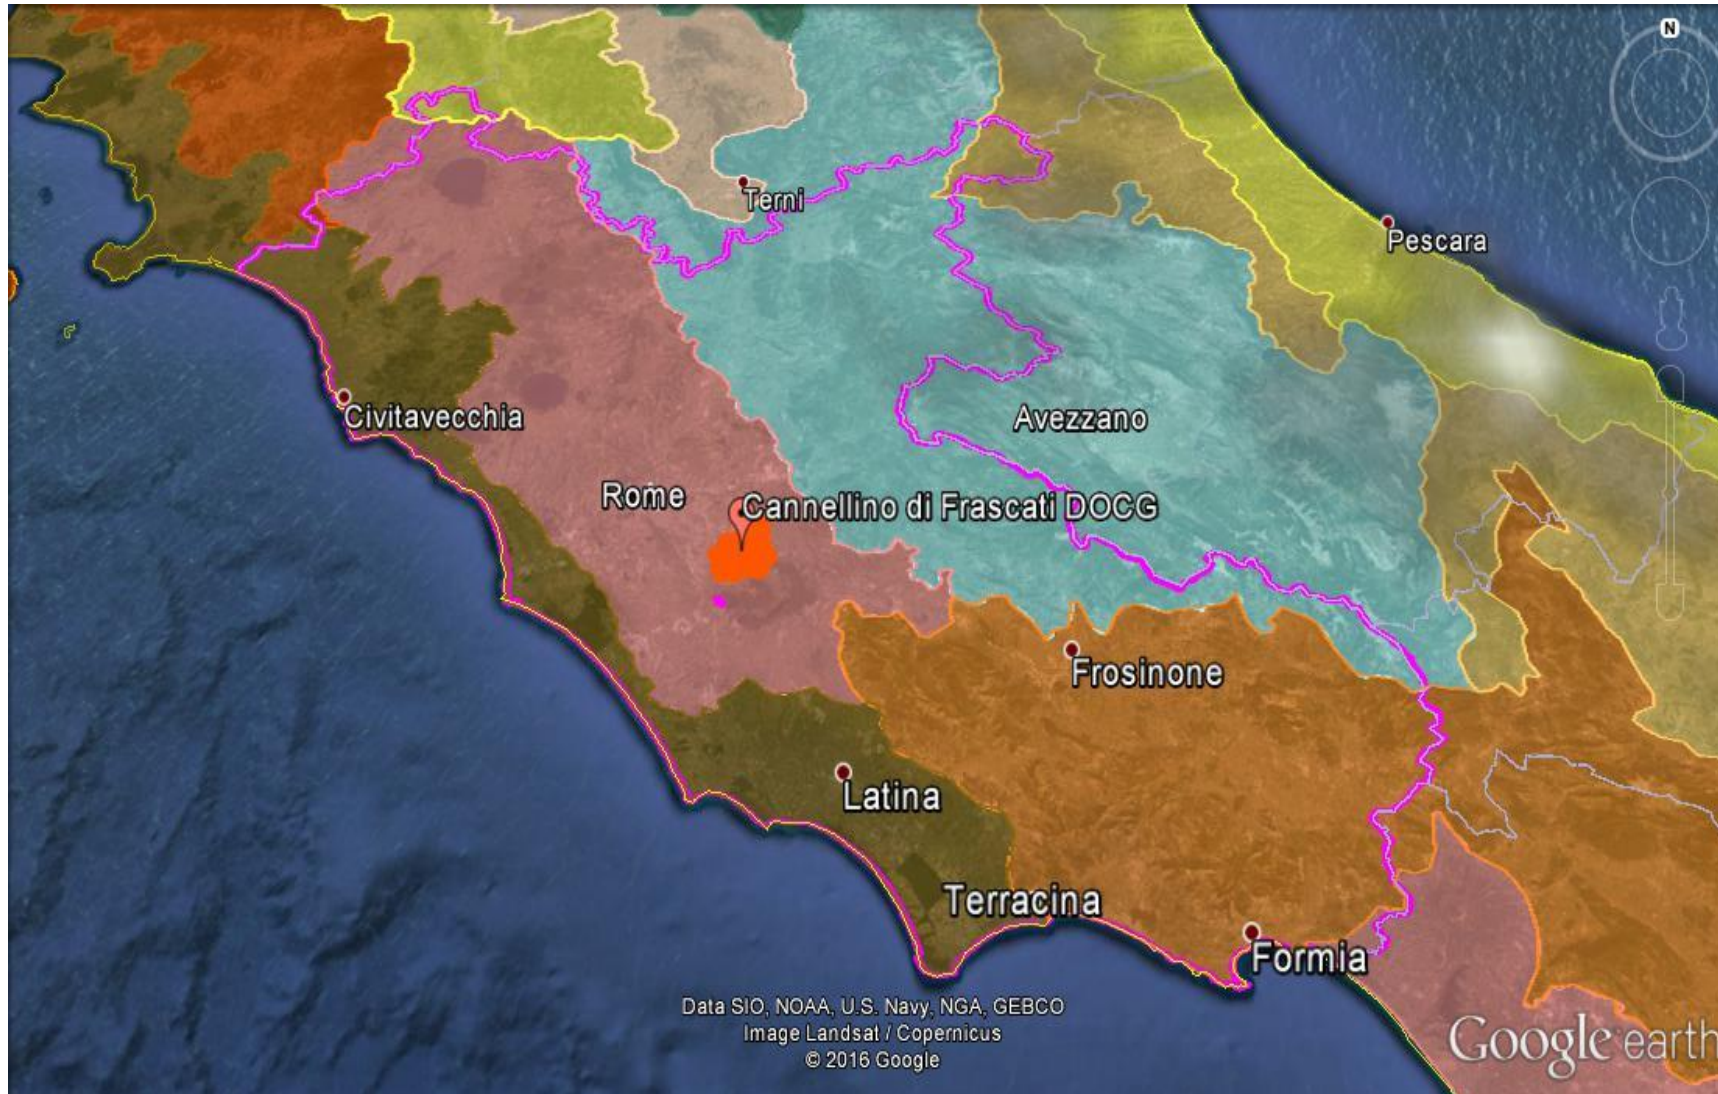 N
Terni
Pescara
Civitavecchia
Avezzano
Rome
Cannellino di Frascati DOCG
Frosinone
Latina
Terracina
Formia
Data SIO, NOAA, U.S. Navy, NGA, GEBCO
Image Landsat / Copernicus
© 2016 Google
Google earth